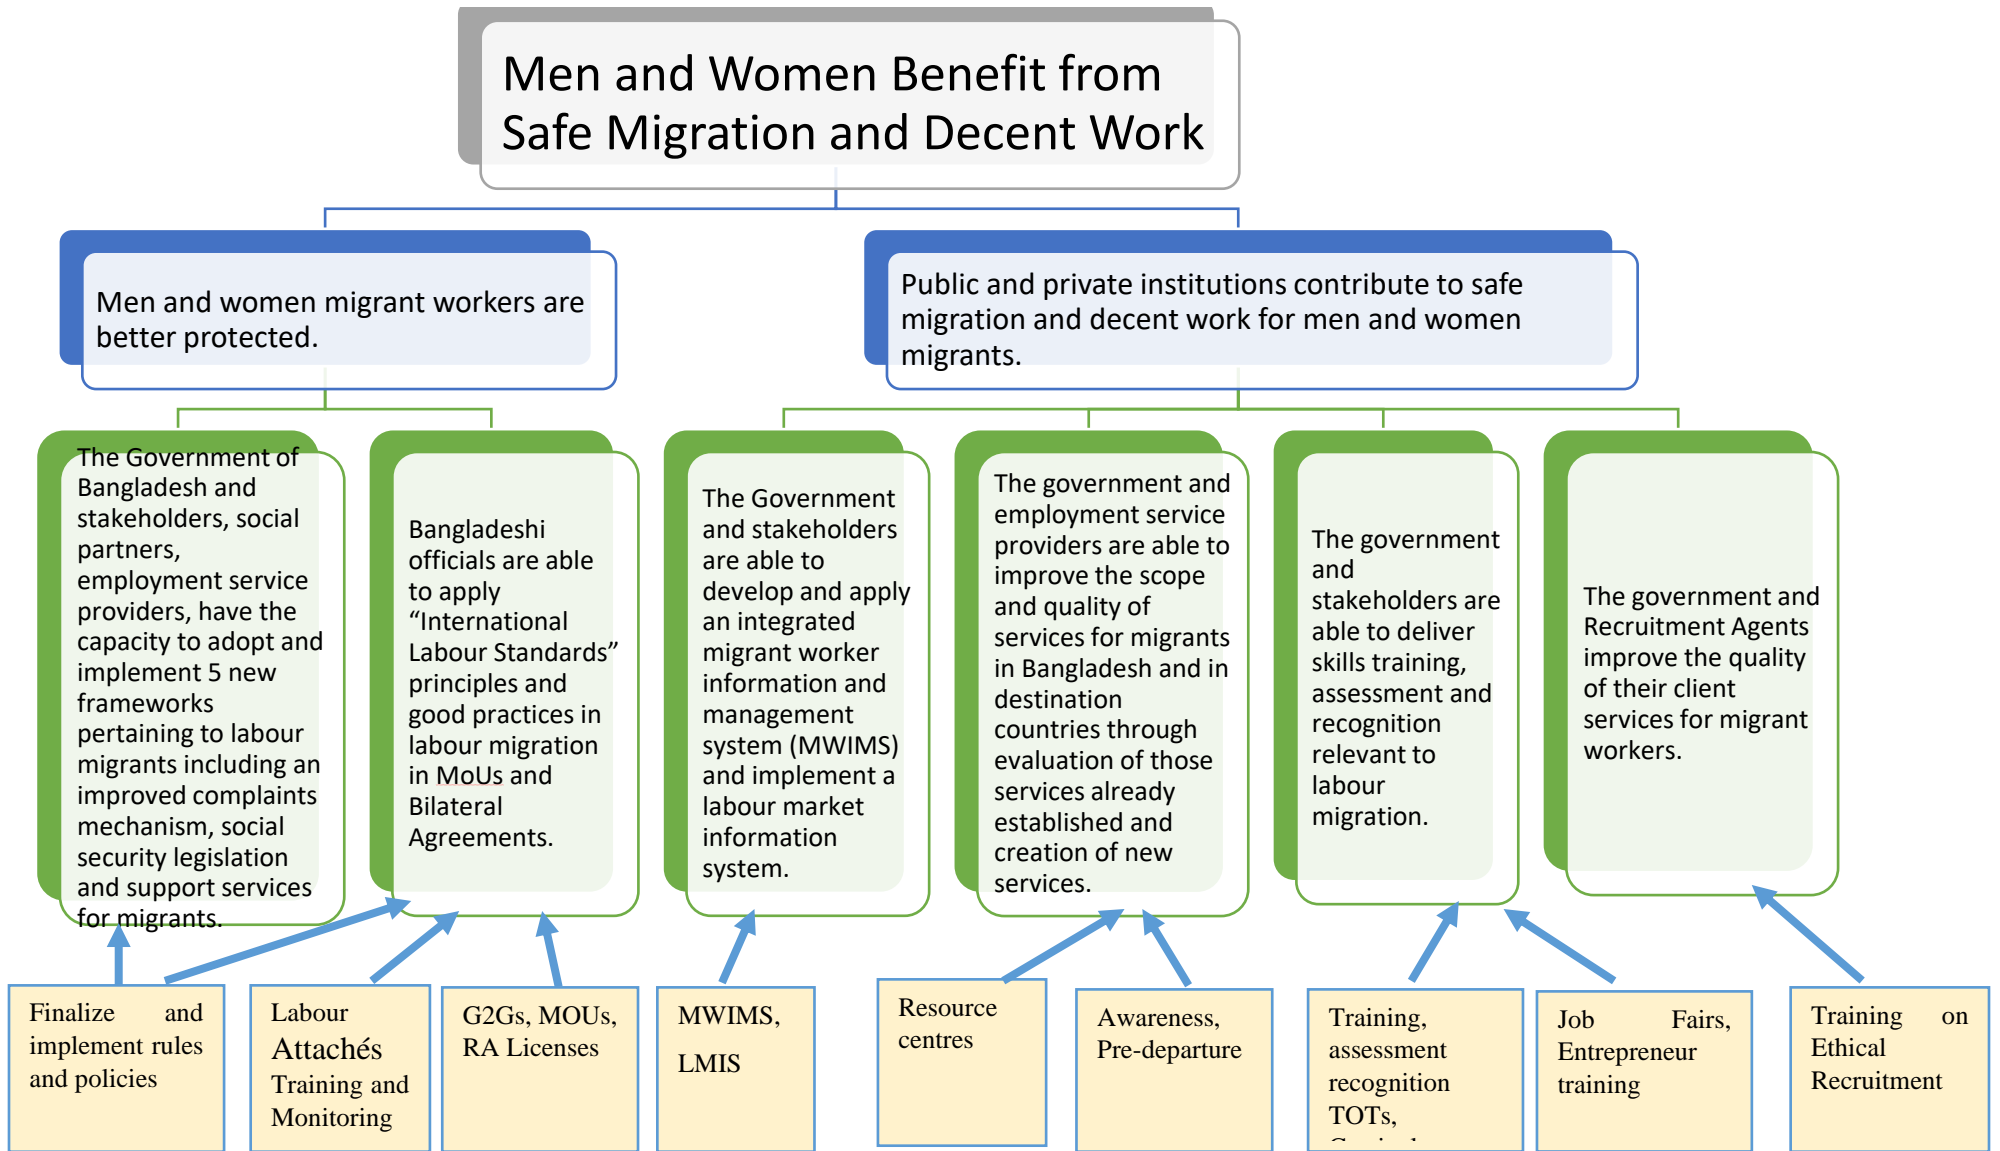 Men and Women Benefit from
Safe Migration and Decent Work
Men and women migrant workers are
better protected.
Public and private institutions contribute to safe
migration and decent work for men and women
migrants.
The Government of
Bangladesh and
stakeholders, social
partners,
employment service
providers, have the
capacity to adopt and
implement 5 new
frameworks
pertaining to labour
migrants including an
improved complaints
mechanism, social
security legislation
and support services
for migrants.
Bangladeshi
officials are able
to apply
“International
Labour Standards”
principles and
good practices in
labour migration
in MoUs and
Bilateral
Agreements.
The Government
and stakeholders
are able to
develop and apply
an integrated
migrant worker
information and
management
system (MWIMS)
and implement a
labour market
information
system.
The government and
employment service
providers are able to
improve the scope
and quality of
services for migrants
in Bangladesh and in
destination
countries through
evaluation of those
services already
established and
creation of new
services.
The government
and
stakeholders are
able to deliver
skills training,
assessment and
recognition
relevant to
labour
migration.
The government and
Recruitment Agents
improve the quality
of their client
services for migrant
workers.
Finalize and
implement rules
and policies
Labour
Attachés
Training and
Monitoring
G2Gs, MOUs,
RA Licenses
MWIMS,
LMIS
Resource
centres
Awareness,
Pre-departure
Training,
assessment
recognition
TOTs,
Job Fairs,
Entrepreneur
training
Training on
Ethical
Recruitment